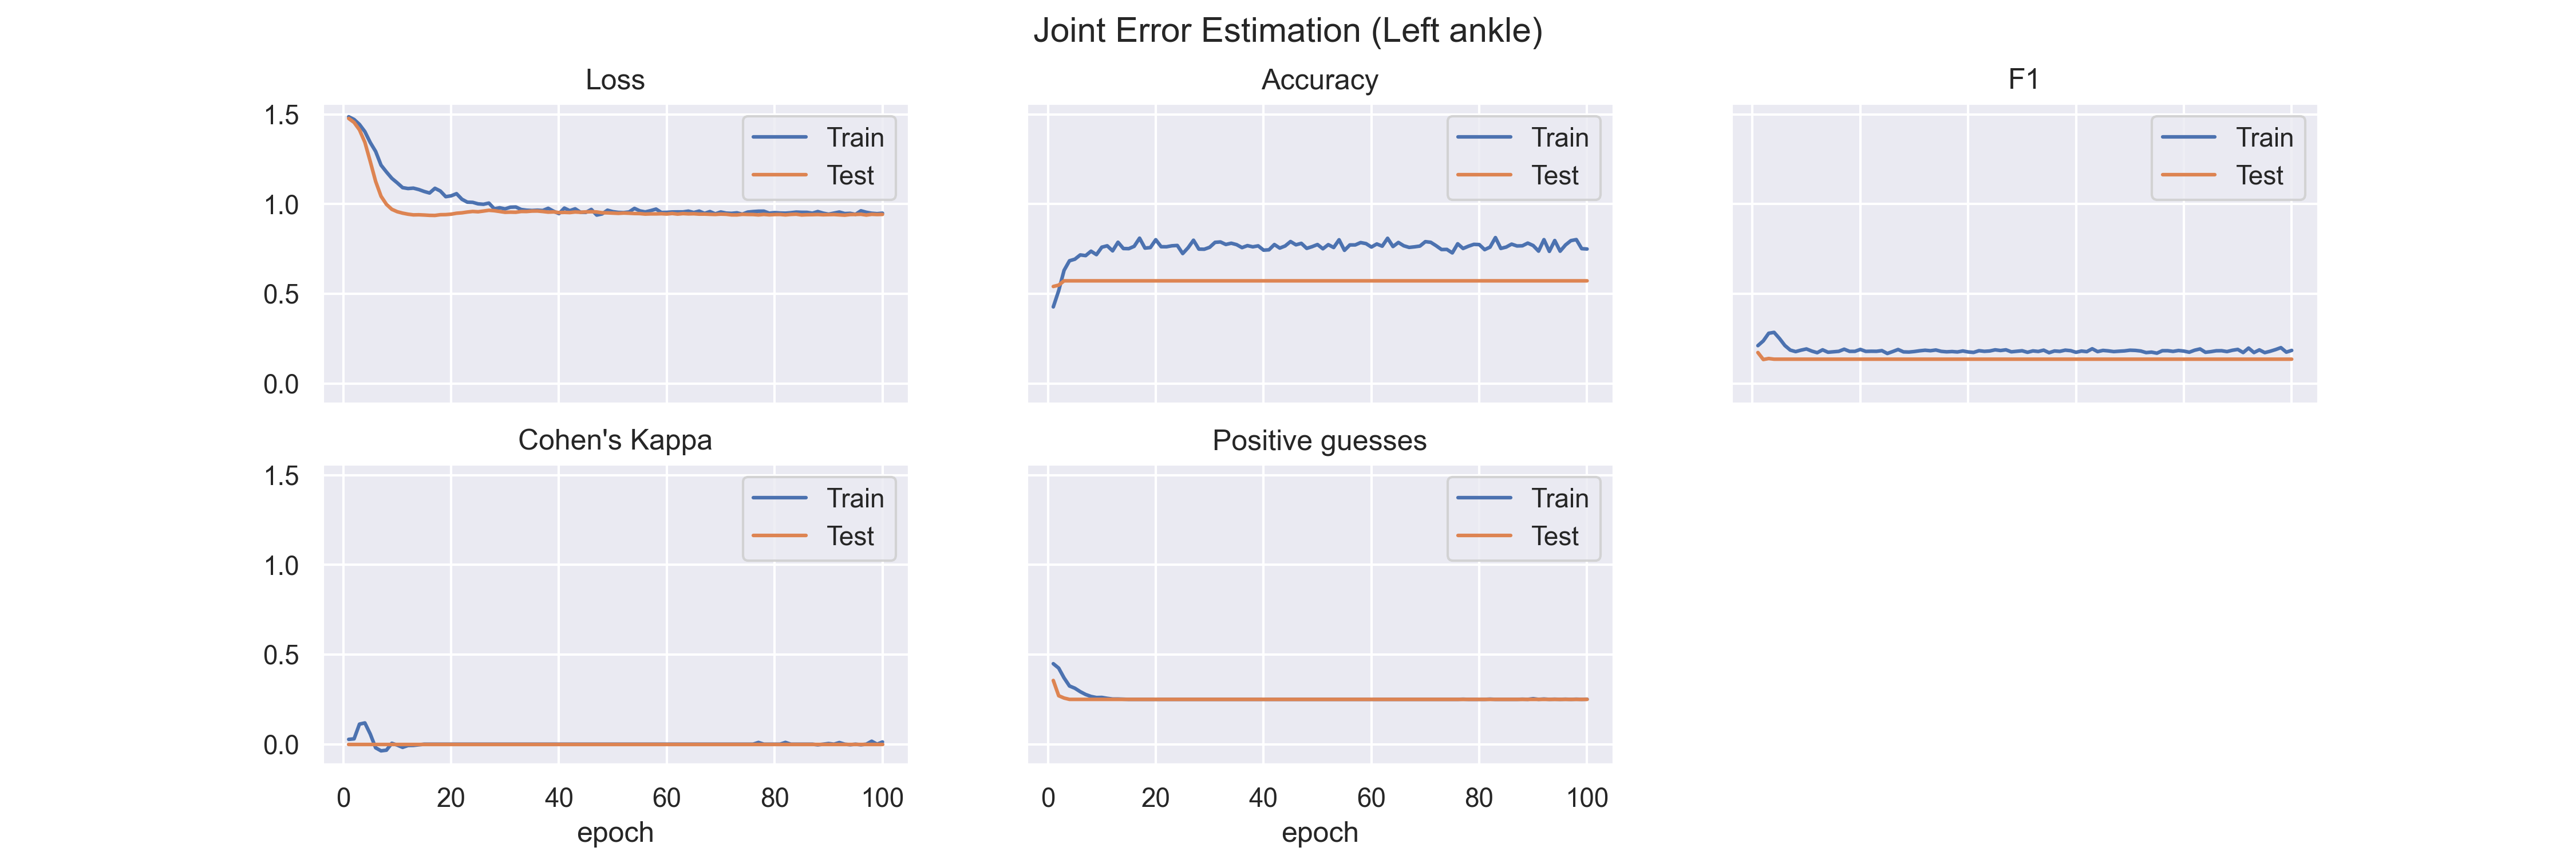 Joint Error Estimation (Left ankle)
Loss
Accuracy
F1
1.5
1.0
0.5
0.0
Train
Test
Train
Test
Train
Test
Cohen's Kappa
Positive guesses
1.5
1.0
0.5
0.0
Train
Test
Train
Test
0 20 40 60 80 100
epoch
0 20 40 60 80 100
epoch